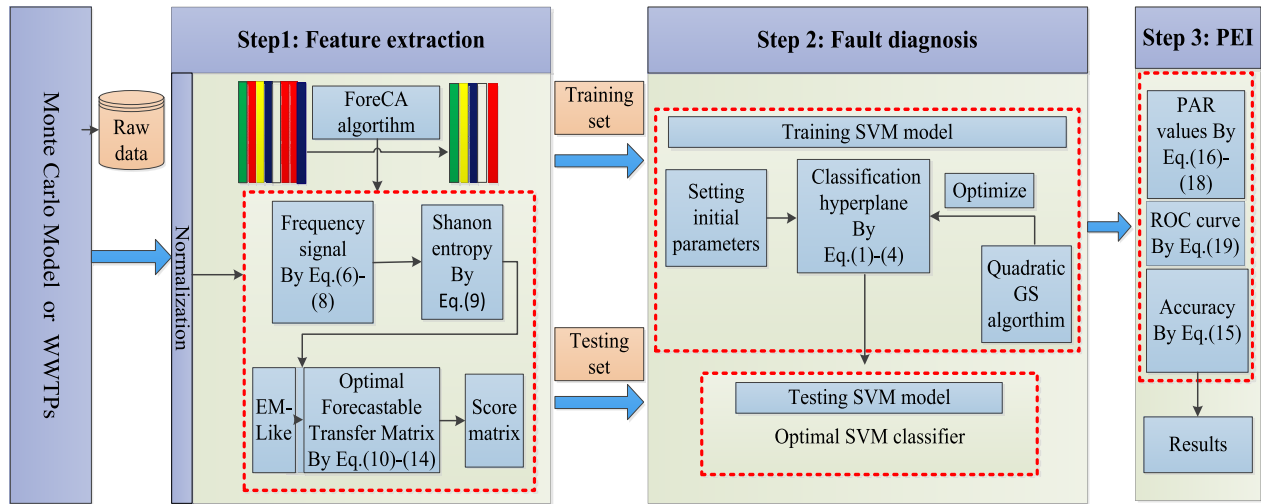 Monte Carlo Model or WWTPs
Raw
data
Step1: Feature extraction
Normalization
ForeCA
algortihm
Frequency
signal
By Eq.(6)-
(8)
Shanon
entropy
By
Eq.(9)
EM-
Like
Optimal
Forecastable
Transfer Matrix
By Eq.(10)-(14)
Score
matrix
Training
set
Testing
set
Step 2: Fault diagnosis
Training SVM model
Setting
initial
parameters
Classification
hyperplane
By
Eq.(1)-(4)
Optimize
Quadratic
GS
algorthim
Testing SVM model
Optimal SVM classifier
Step 3: PEI
PAR
values By
Eq.(16)-
(18)
ROC curve
By Eq.(19)
Accuracy
By Eq.(15)
Results